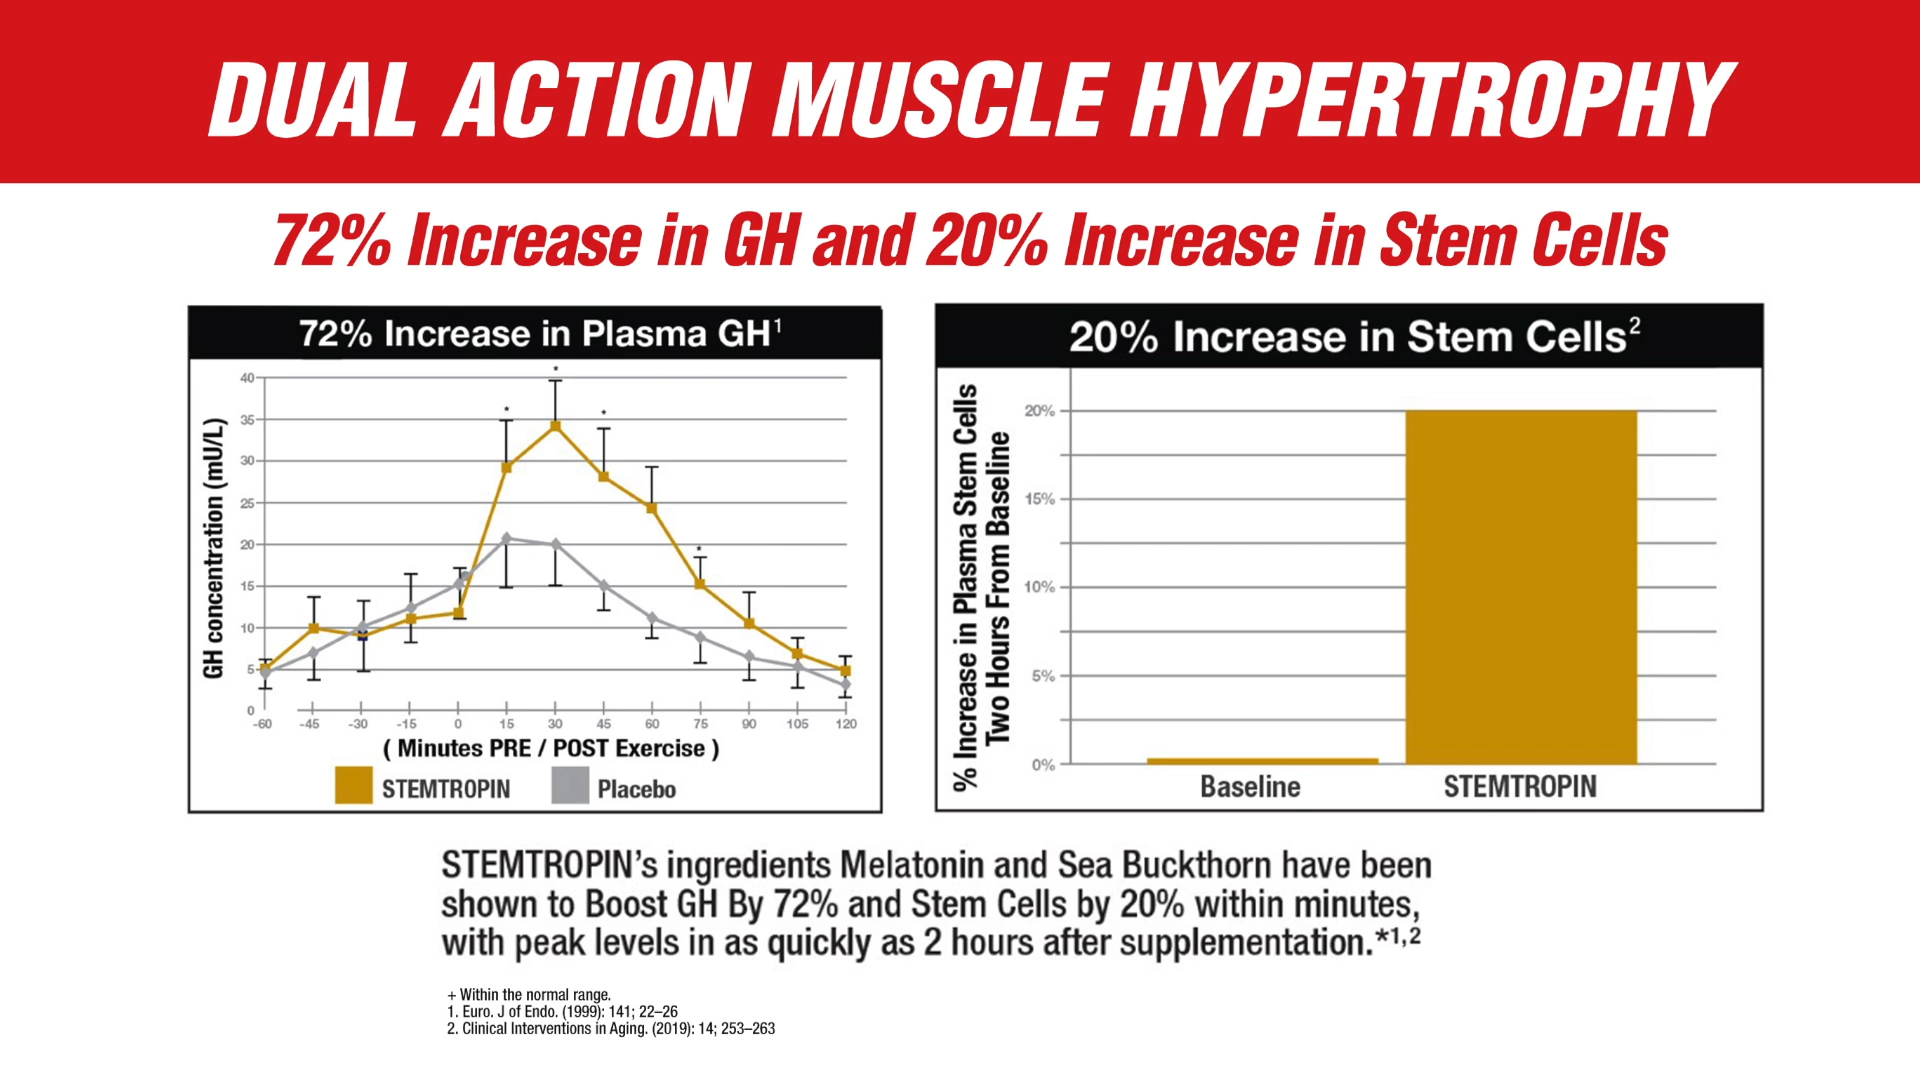 DUAL ACTION MUSCLE HYPERTROPHY
72% Increase in GH and 20% Increase in Stem Cells
72% Increase in Plasma GH¹
GH concentration (mU/L)
40
35
30
25
20
15
10
5
0
* * * *
-60 -45 -30 -15 0 15 30 45 60 75 90 105 120
( Minutes PRE / POST Exercise )
STEMTROPIN Placebo
20% Increase in Stem Cells²
% Increase in Plasma Stem Cells
Two Hours From Baseline
20%
15%
10%
5%
0%
Baseline STEMTROPIN
STEMTROPIN’s ingredients Melatonin and Sea Buckthorn have been
shown to Boost GH By 72% and Stem Cells by 20% within minutes,
with peak levels in as quickly as 2 hours after supplementation.*¹,²
+ Within the normal range.
1. Euro. J of Endo. (1999): 141; 22–26
2. Clinical Interventions in Aging. (2019): 14; 253–263